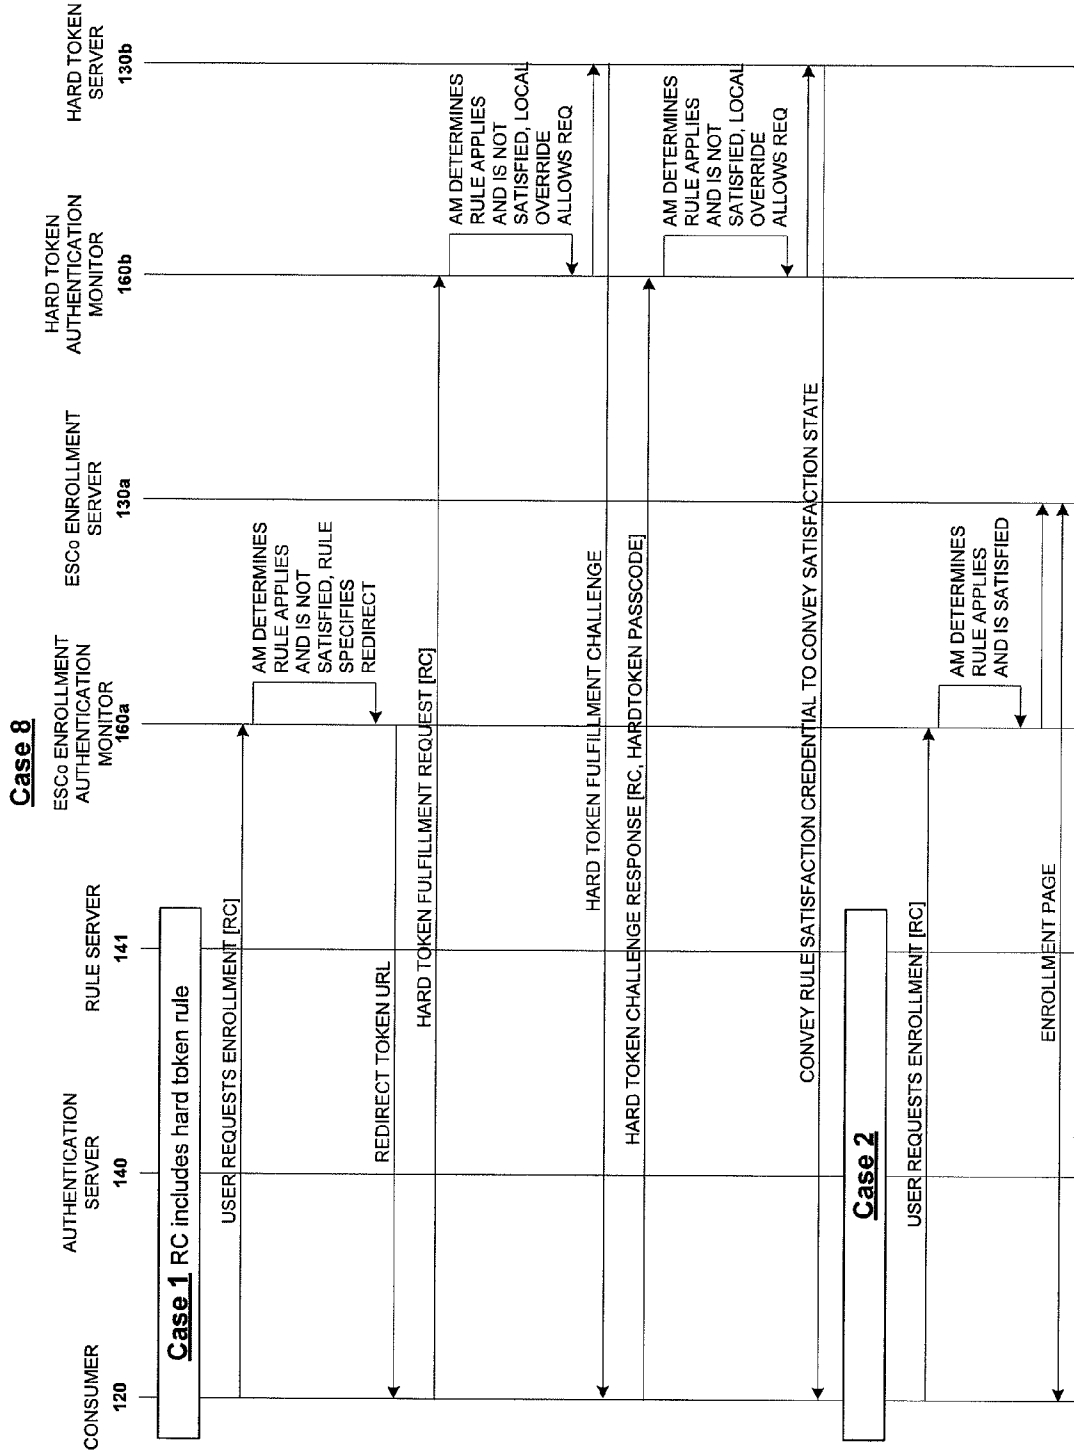 Case 8
CONSUMER
120
AUTHENTICATION
SERVER
140
RULE SERVER
141
ESCo ENROLLMENT
AUTHENTICATION
MONITOR
160a
ESCo ENROLLMENT
SERVER
130a
HARD TOKEN
AUTHENTICATION
MONITOR
160b
HARD TOKEN
SERVER
130b
Case 1 RC includes hard token rule
USER REQUESTS ENROLLMENT [RC]
AM DETERMINES
RULE APPLIES
AND IS NOT
SATISFIED, RULE
SPECIFIES
REDIRECT
REDIRECT TOKEN URL
HARD TOKEN FULFILLMENT REQUEST [RC]
AM DETERMINES
RULE APPLIES
AND IS NOT
SATISFIED, LOCAL
OVERRIDE
ALLOWS REQ
HARD TOKEN FULFILLMENT CHALLENGE
HARD TOKEN CHALLENGE RESPONSE [RC, HARDTOKEN PASSCODE]
AM DETERMINES
RULE APPLIES
AND IS NOT
SATISFIED, LOCAL
OVERRIDE
ALLOWS REQ
CONVEY RULE SATISFACTION CREDENTIAL TO CONVEY SATISFACTION STATE
Case 2
USER REQUESTS ENROLLMENT [RC]
AM DETERMINES
RULE APPLIES
AND IS SATISFIED
ENROLLMENT PAGE